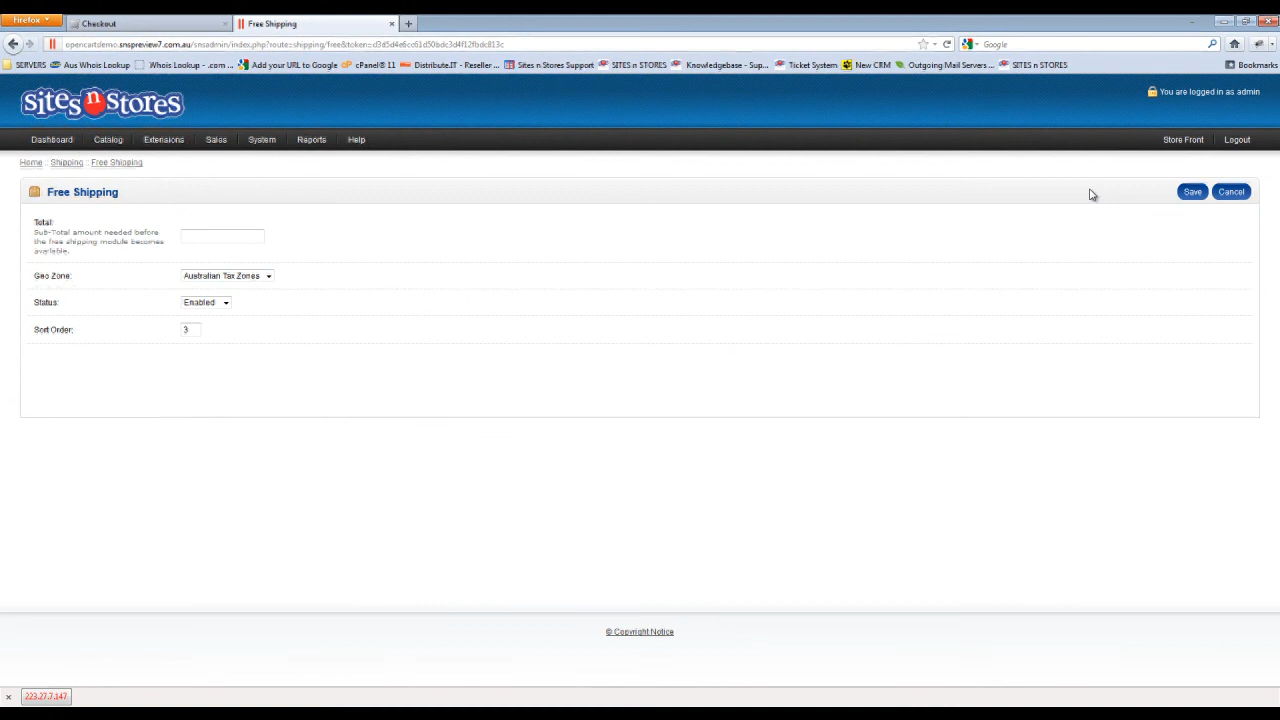 Firefox
Checkout
Free Shipping
opencartdemo.snspreview7.com.au/snsadmin/index.php?route=shipping/free&token=d3d5d4e6cc61d50bdc3d4f12fbdc813c
Google
SERVERS
Aus Whois Lookup
Whois Lookup - .com ...
Add your URL to Google
cPanel® 11
Distribute.IT - Reseller ...
Sites n Stores Support
SITES n STORES
Knowledgebase - Sup...
Ticket System
New CRM
Outgoing Mail Servers ...
SITES n STORES
Bookmarks
sites n stores
You are logged in as admin
Dashboard Catalog Extensions Sales System Reports Help
Store Front Logout
Home :: Shipping :: Free Shipping
Free Shipping
Save Cancel
Total:
Sub-Total amount needed before
the free shipping module becomes
available.
Geo Zone: Australian Tax Zones
Status: Enabled
Sort Order: 3
© Copyright Notice
223.27.7.147